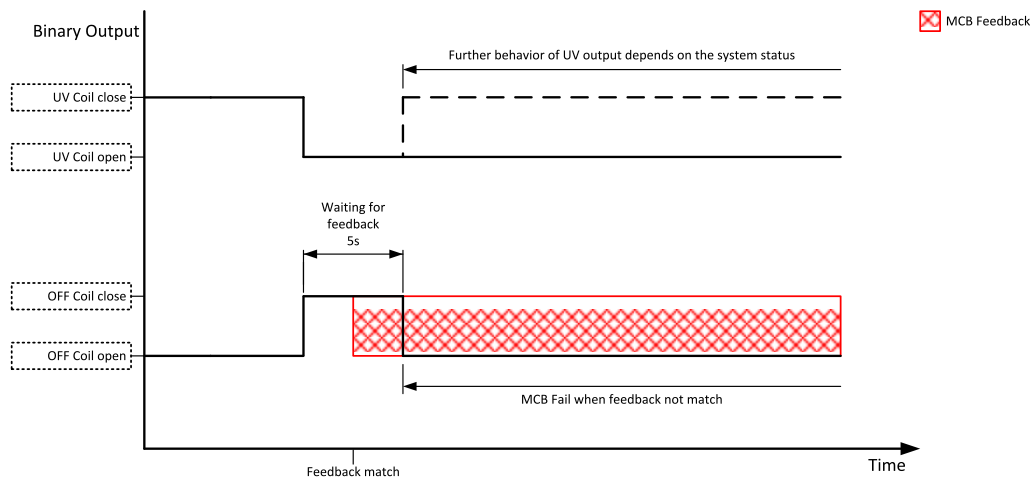 MCB Feedback
Binary Output
Further behavior of UV output depends on the system status
UV Coil close
UV Coil open
Waiting for
feedback
5s
OFF Coil close
OFF Coil open
MCB Fail when feedback not match
Time
Feedback match